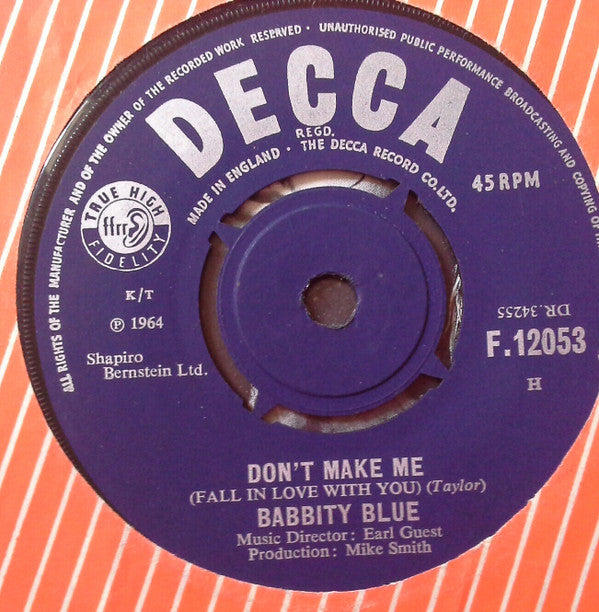 ALL RIGHTS OF THE MANUFACTURER AND OF THE OWNER OF THE RECORDED WORK RESERVED · UNAUTHORISED PUBLIC PERFORMANCE BROADCASTING AND COPYING OF
DECCA
REGD.
MADE IN ENGLAND · THE DECCA RECORD CO. LTD.
45 RPM
TRUE HIGH
ffrr
FIDELITY
K/T
℗ 1964
Shapiro
Bernstein Ltd.
DR.34255
F.12053
H
DON'T MAKE ME
(FALL IN LOVE WITH YOU) (Taylor)
BABBITY BLUE
Music Director: Earl Guest
Production: Mike Smith